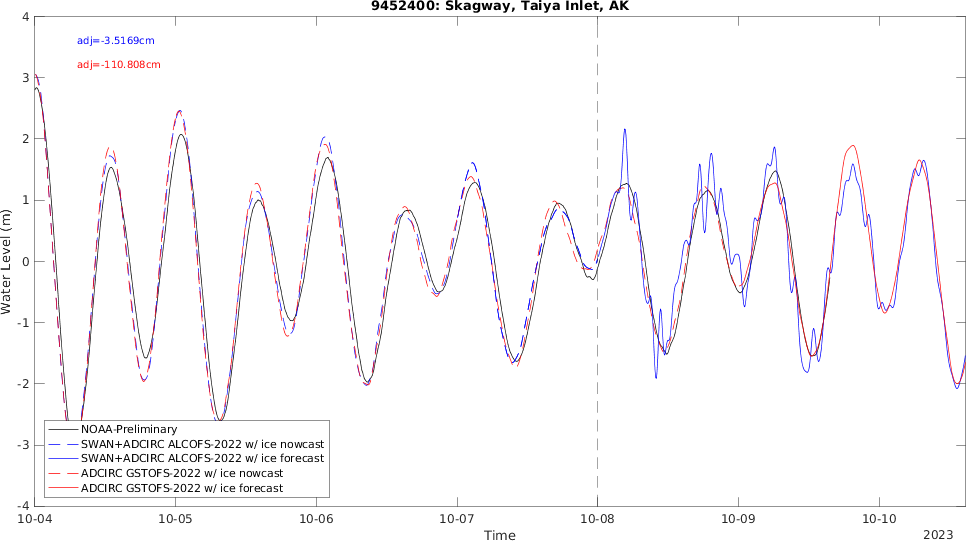 9452400: Skagway, Taiya Inlet, AK
adj=-3.5169cm
adj=-110.808cm
Water Level (m)
4
3
2
1
0
-1
-2
-3
-4
NOAA-Preliminary
SWAN+ADCIRC ALCOFS-2022 w/ ice nowcast
SWAN+ADCIRC ALCOFS-2022 w/ ice forecast
ADCIRC GSTOFS-2022 w/ ice nowcast
ADCIRC GSTOFS-2022 w/ ice forecast
10-04 10-05 10-06 10-07 10-08 10-09 10-10
Time
2023